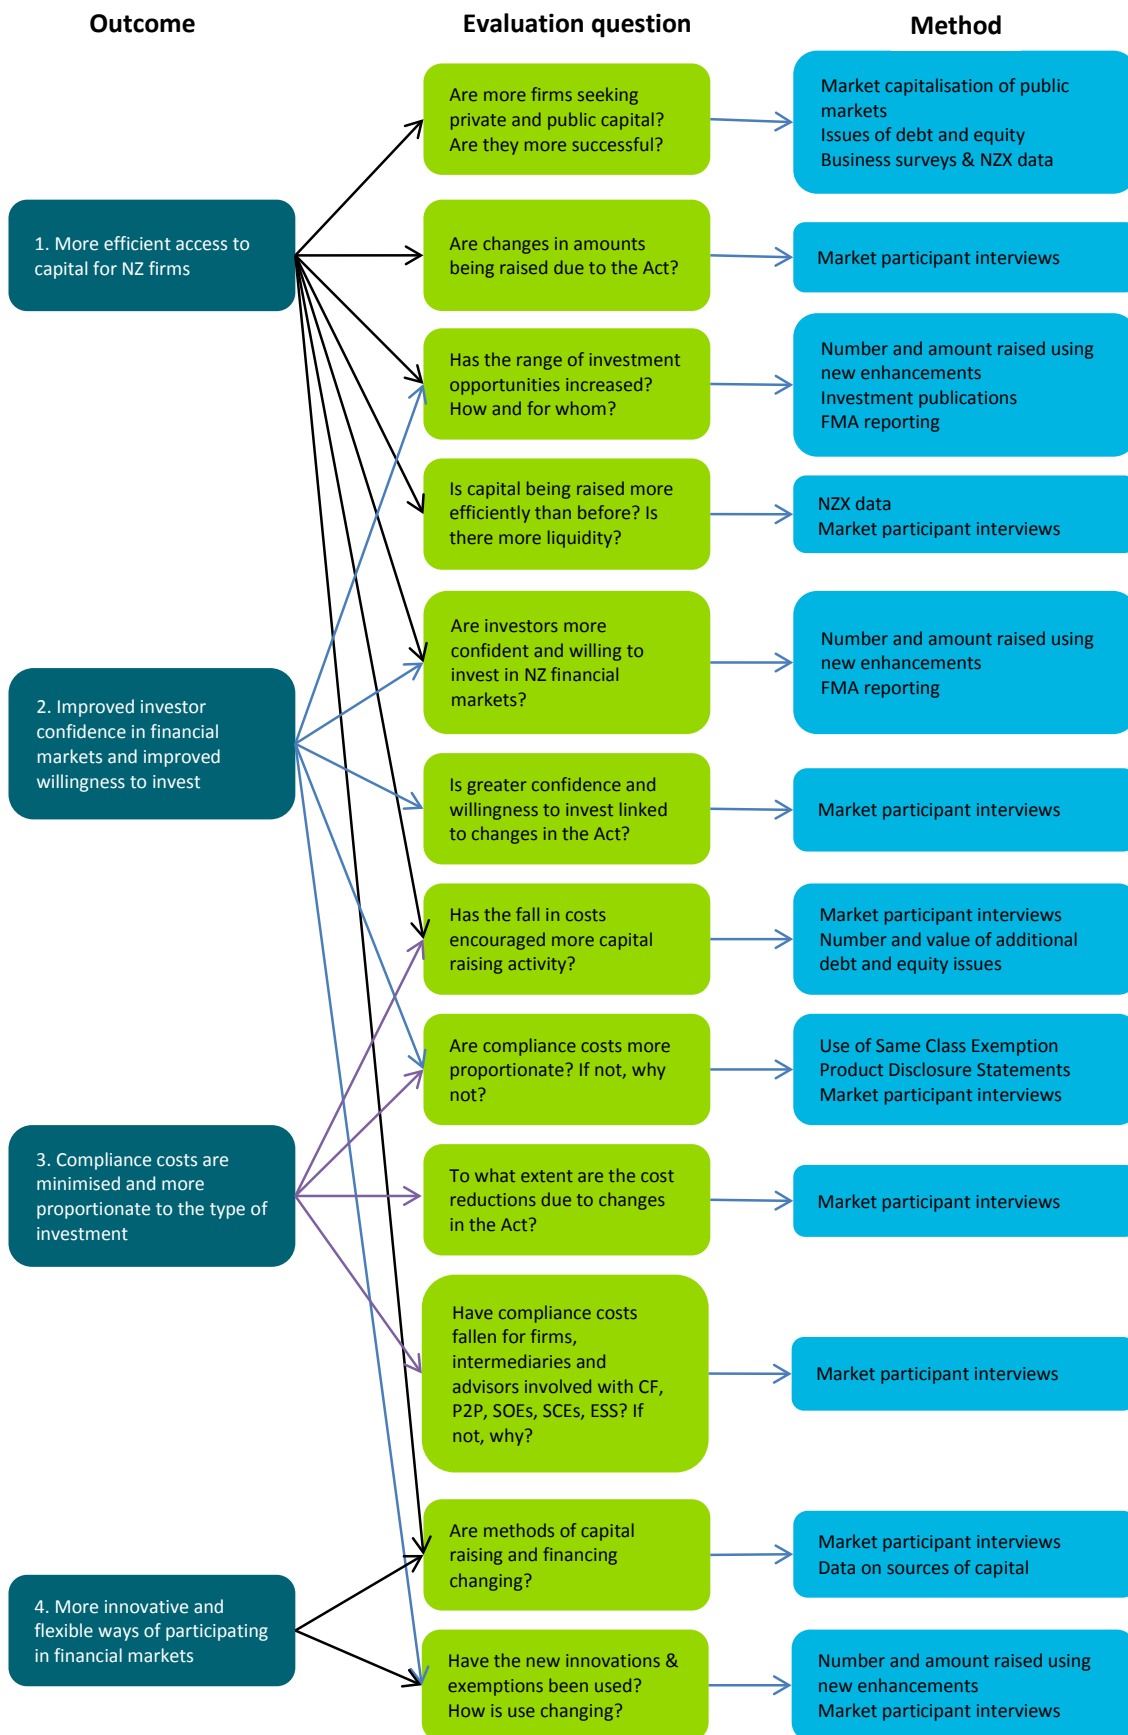 Outcome
Evaluation question
Method
Are more firms seeking
private and public capital?
Are they more successful?
Market capitalisation of public
markets
Issues of debt and equity
Business surveys & NZX data
1. More efficient access to
capital for NZ firms
Are changes in amounts
being raised due to the Act?
Market participant interviews
Has the range of investment
opportunities increased?
How and for whom?
Number and amount raised using
new enhancements
Investment publications
FMA reporting
Is capital being raised more
efficiently than before? Is
there more liquidity?
NZX data
Market participant interviews
Are investors more
confident and willing to
invest in NZ financial
markets?
Number and amount raised using
new enhancements
FMA reporting
2. Improved investor
confidence in financial
markets and improved
willingness to invest
Is greater confidence and
willingness to invest linked
to changes in the Act?
Market participant interviews
Has the fall in costs
encouraged more capital
raising activity?
Market participant interviews
Number and value of additional
debt and equity issues
Are compliance costs more
proportionate? If not, why
not?
Use of Same Class Exemption
Product Disclosure Statements
Market participant interviews
3. Compliance costs are
minimised and more
proportionate to the type of
investment
To what extent are the cost
reductions due to changes
in the Act?
Market participant interviews
Have compliance costs
fallen for firms,
intermediaries and
advisors involved with CF,
P2P, SOEs, SCEs, ESS? If
not, why?
Market participant interviews
Are methods of capital
raising and financing
changing?
Market participant interviews
Data on sources of capital
4. More innovative and
flexible ways of participating
in financial markets
Have the new innovations &
exemptions been used?
How is use changing?
Number and amount raised using
new enhancements
Market participant interviews